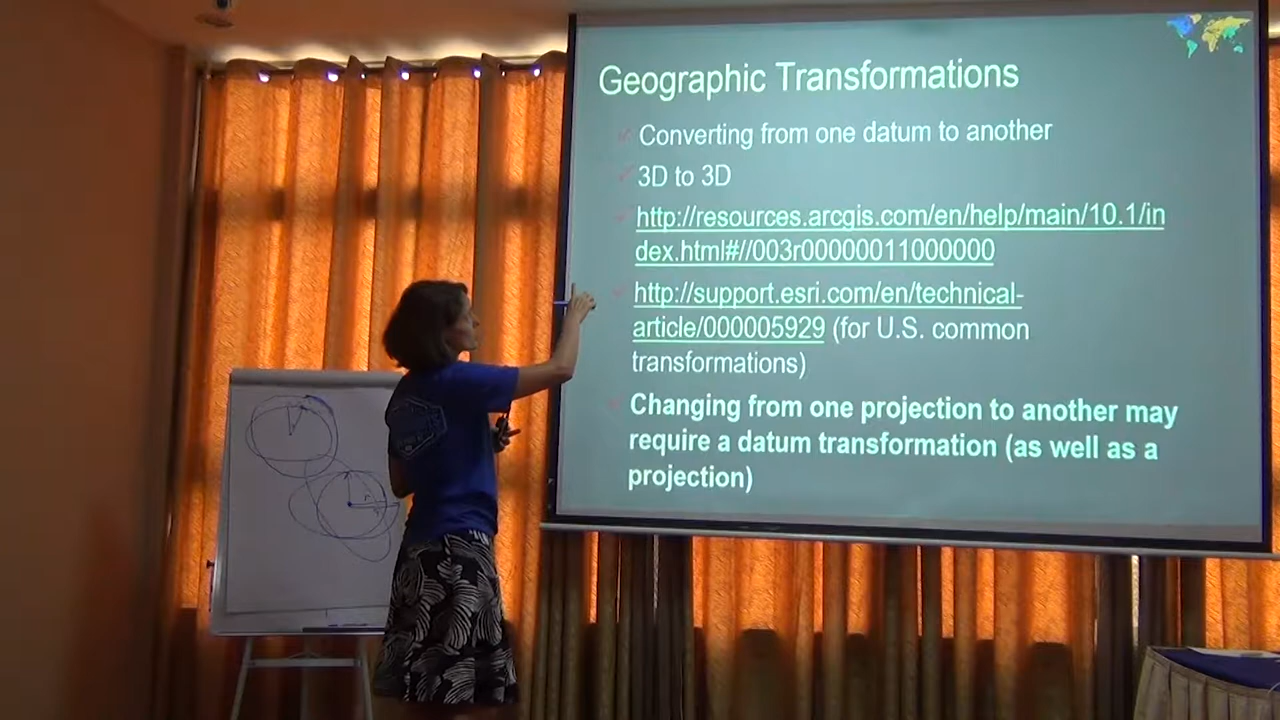 Geographic Transformations
Converting from one datum to another
3D to 3D
http://resources.arcgis.com/en/help/main/10.1/in
dex.html#//003r00000011000000
http://support.esri.com/en/technical-
article/000005929 (for U.S. common
transformations)
Changing from one projection to another may
require a datum transformation (as well as a
projection)